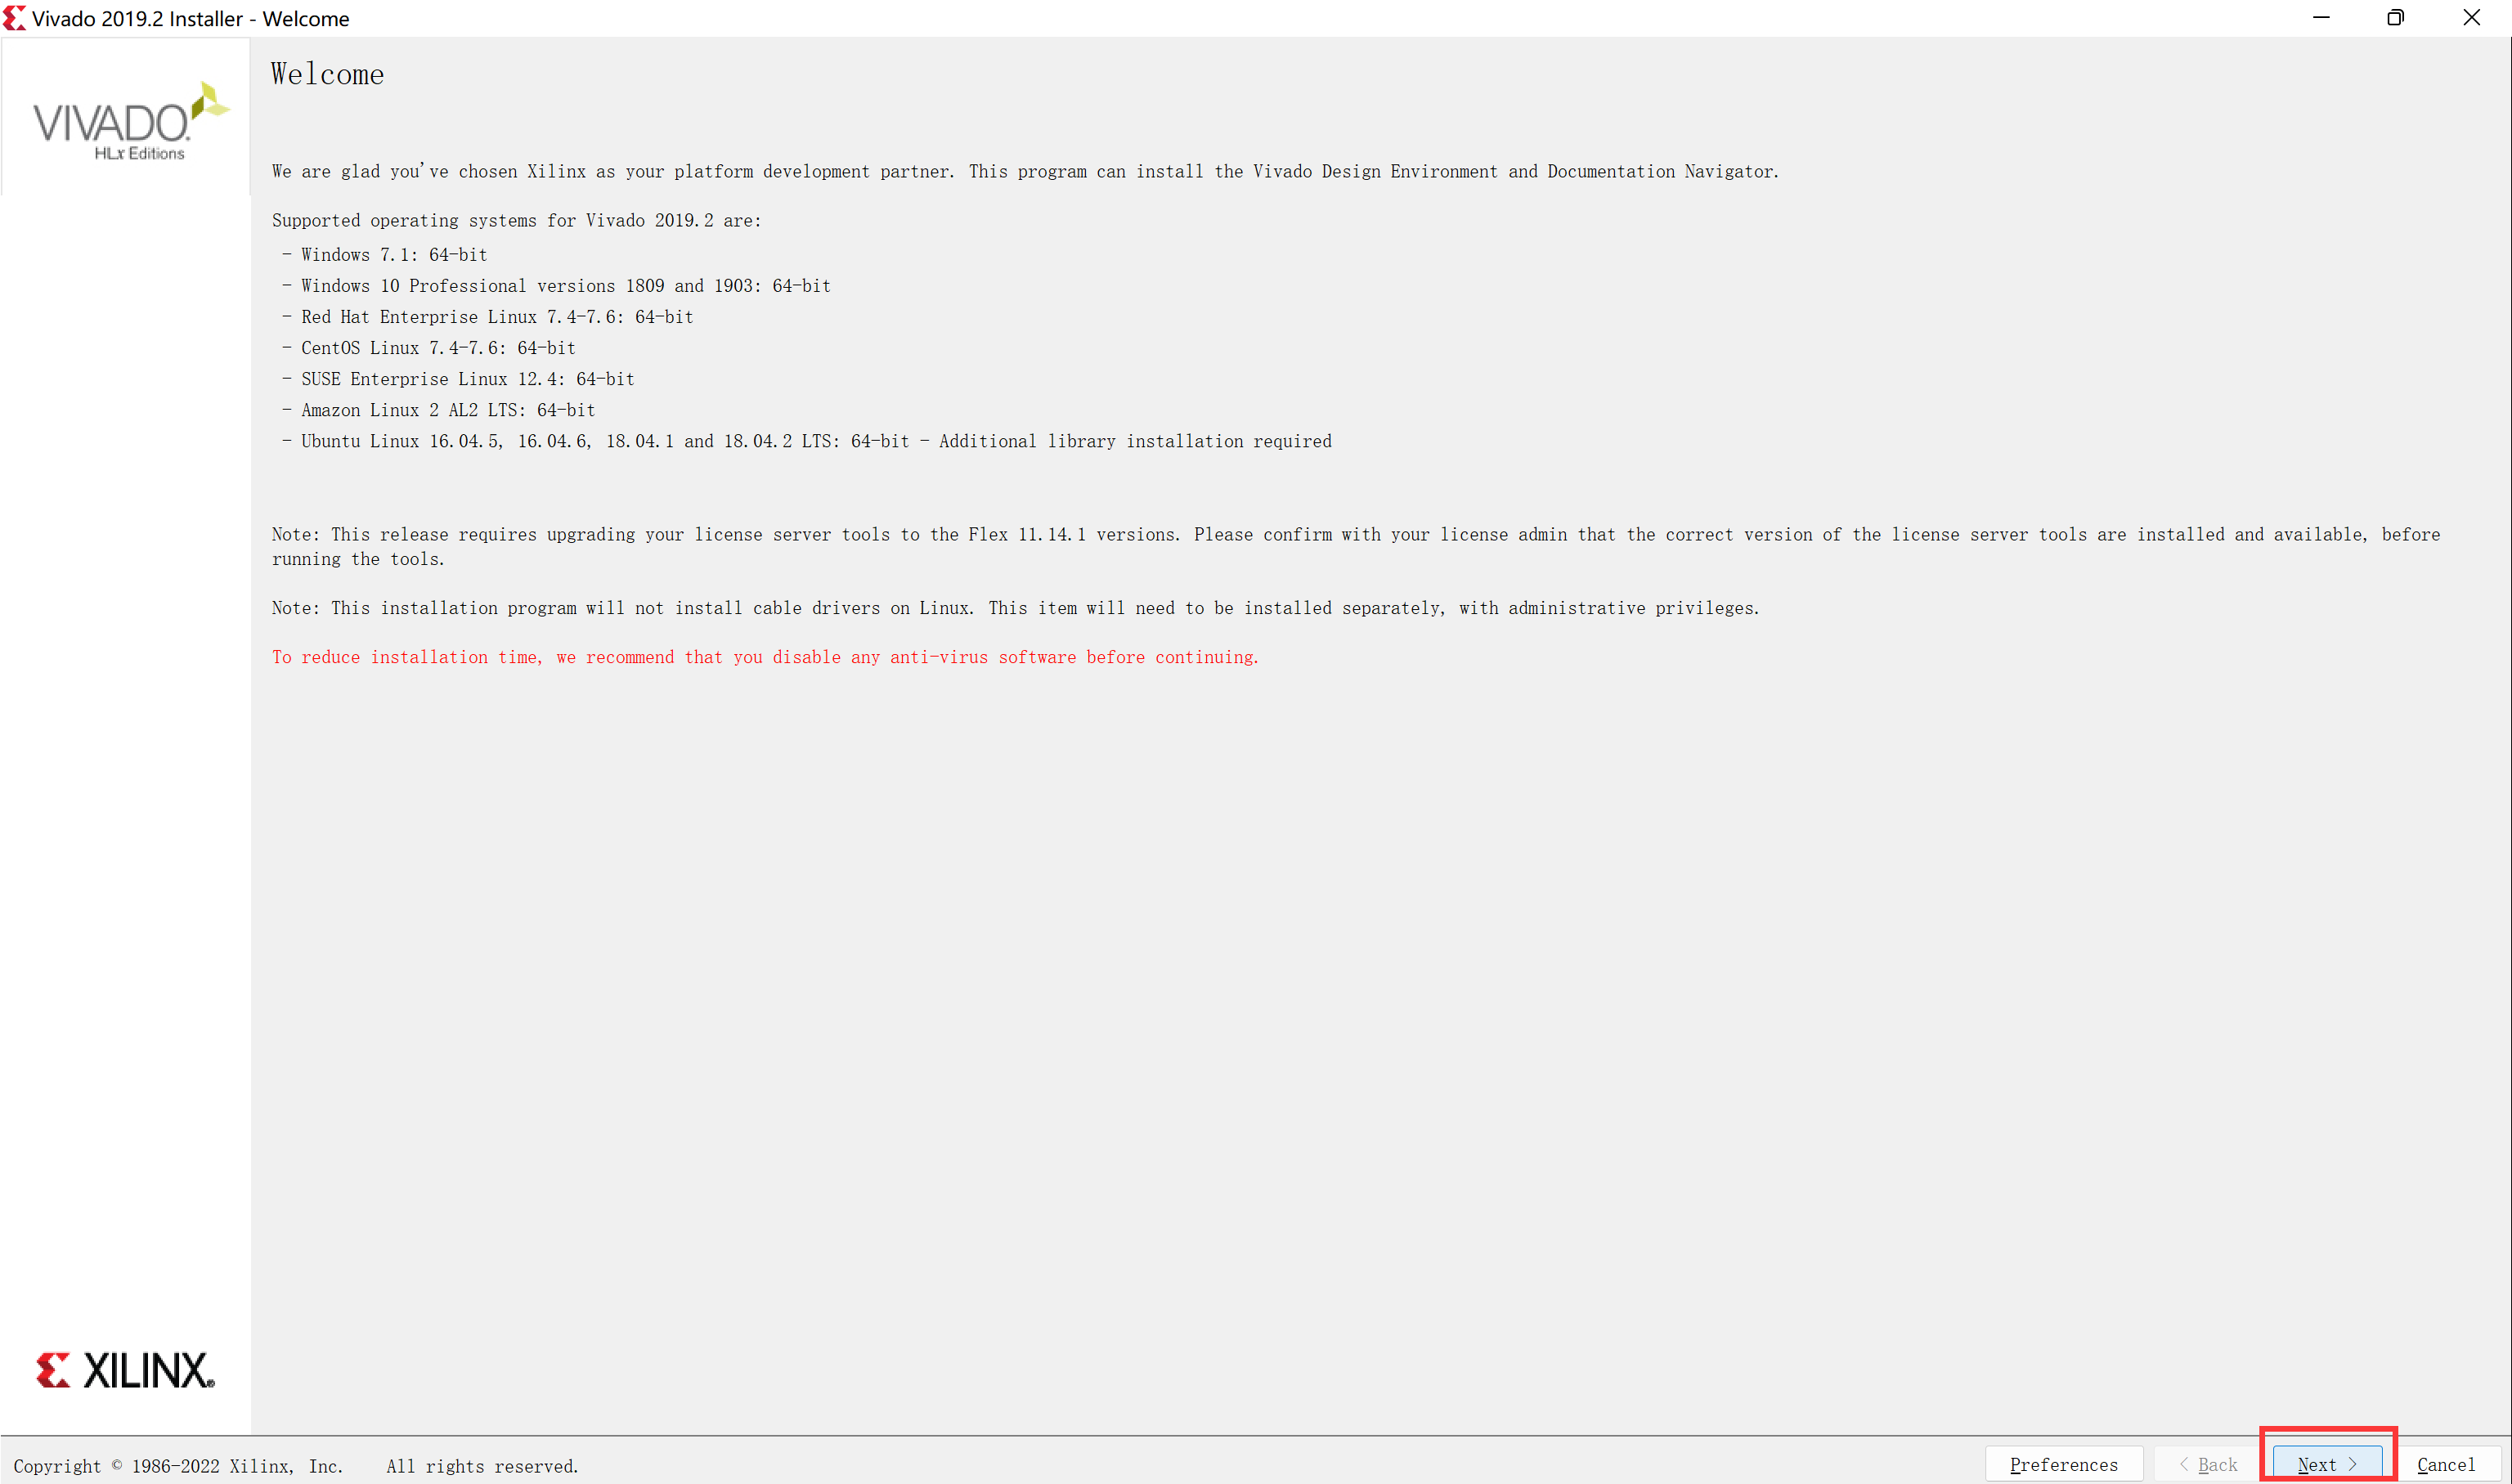 Vivado 2019.2 Installer - Welcome
VIVADO.
HLx Editions
Welcome
We are glad you've chosen Xilinx as your platform development partner. This program can install the Vivado Design Environment and Documentation Navigator.
Supported operating systems for Vivado 2019.2 are:
- Windows 7.1: 64-bit
- Windows 10 Professional versions 1809 and 1903: 64-bit
- Red Hat Enterprise Linux 7.4-7.6: 64-bit
- CentOS Linux 7.4-7.6: 64-bit
- SUSE Enterprise Linux 12.4: 64-bit
- Amazon Linux 2 AL2 LTS: 64-bit
- Ubuntu Linux 16.04.5, 16.04.6, 18.04.1 and 18.04.2 LTS: 64-bit - Additional library installation required
Note: This release requires upgrading your license server tools to the Flex 11.14.1 versions. Please confirm with your license admin that the correct version of the license server tools are installed and available, before
running the tools.
Note: This installation program will not install cable drivers on Linux. This item will need to be installed separately, with administrative privileges.
To reduce installation time, we recommend that you disable any anti-virus software before continuing.
XILINX®
Copyright © 1986-2022 Xilinx, Inc. All rights reserved.
Preferences < Back Next > Cancel